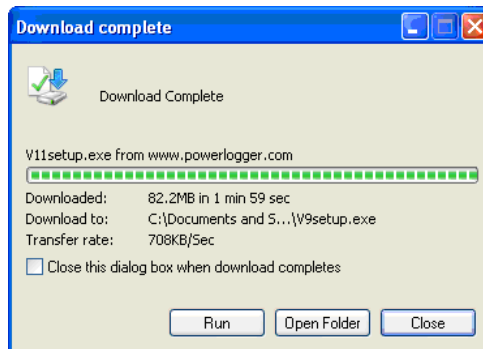 Download complete
Download Complete
V11setup.exe from www.powerlogger.com
Downloaded: 82.2MB in 1 min 59 sec
Download to: C:\Documents and S...\V9setup.exe
Transfer rate: 708KB/Sec
Close this dialog box when download completes
Run Open Folder Close